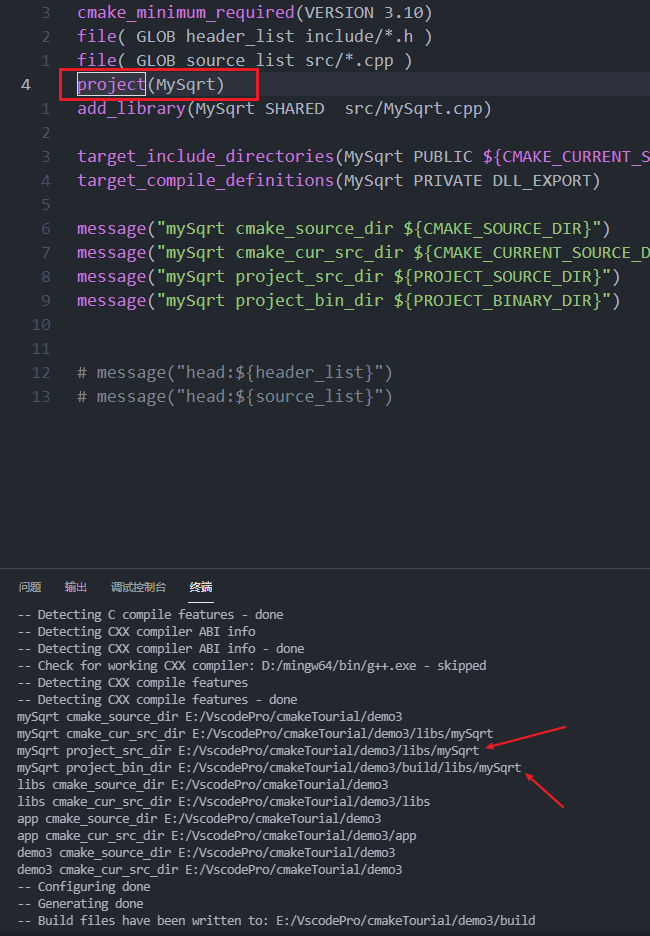 3 cmake_minimum_required(VERSION 3.10)
2 file( GLOB header_list include/*.h )
1 file( GLOB source_list src/*.cpp )
4 project(MySqrt)
1 add_library(MySqrt SHARED  src/MySqrt.cpp)
2
3 target_include_directories(MySqrt PUBLIC ${CMAKE_CURRENT_S
4 target_compile_definitions(MySqrt PRIVATE DLL_EXPORT)
5
6 message("mySqrt cmake_source_dir ${CMAKE_SOURCE_DIR}")
7 message("mySqrt cmake_cur_src_dir ${CMAKE_CURRENT_SOURCE_D
8 message("mySqrt project_src_dir ${PROJECT_SOURCE_DIR}")
9 message("mySqrt project_bin_dir ${PROJECT_BINARY_DIR}")
10
11
12 # message("head:${header_list}")
13 # message("head:${source_list}")
问题 输出 调试控制台 终端
-- Detecting C compile features - done
-- Detecting CXX compiler ABI info
-- Detecting CXX compiler ABI info - done
-- Check for working CXX compiler: D:/mingw64/bin/g++.exe - skipped
-- Detecting CXX compile features
-- Detecting CXX compile features - done
mySqrt cmake_source_dir E:/VscodePro/cmakeTourial/demo3
mySqrt cmake_cur_src_dir E:/VscodePro/cmakeTourial/demo3/libs/mySqrt
mySqrt project_src_dir E:/VscodePro/cmakeTourial/demo3/libs/mySqrt
mySqrt project_bin_dir E:/VscodePro/cmakeTourial/demo3/build/libs/mySqrt
libs cmake_source_dir E:/VscodePro/cmakeTourial/demo3
libs cmake_cur_src_dir E:/VscodePro/cmakeTourial/demo3/libs
app cmake_source_dir E:/VscodePro/cmakeTourial/demo3
app cmake_cur_src_dir E:/VscodePro/cmakeTourial/demo3/app
demo3 cmake_source_dir E:/VscodePro/cmakeTourial/demo3
demo3 cmake_cur_src_dir E:/VscodePro/cmakeTourial/demo3
-- Configuring done
-- Generating done
-- Build files have been written to: E:/VscodePro/cmakeTourial/demo3/build